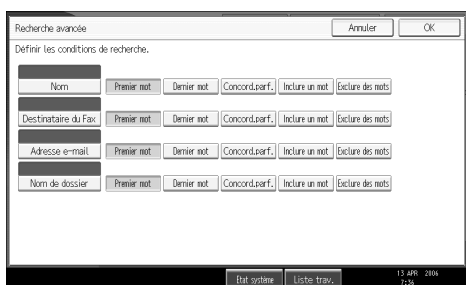 Recherche avancée Annuler OK
Définir les conditions de recherche.
Nom Premier mot Dernier mot Concord.parf. Inclure un mot Exclure des mots
Destinataire du Fax Premier mot Dernier mot Concord.parf. Inclure un mot Exclure des mots
Adresse e-mail Premier mot Dernier mot Concord.parf. Inclure un mot Exclure des mots
Nom de dossier Premier mot Dernier mot Concord.parf. Inclure un mot Exclure des mots
Etat système Liste trav. 13 APR 2006
7:36